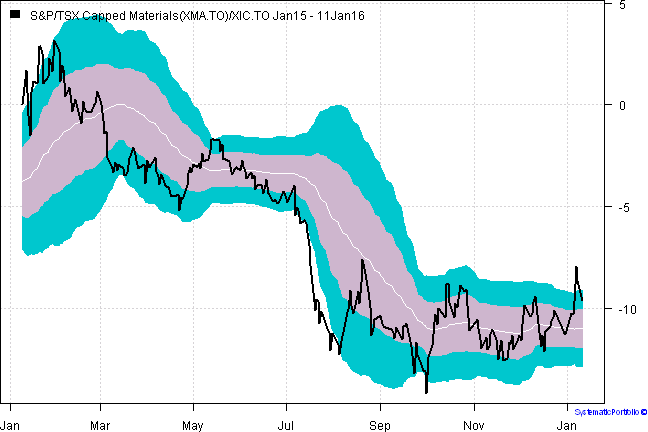 S&P/TSX Capped Materials(XMA.TO)/XIC.TO Jan15 - 11Jan16
5
0
-5
-10
Jan Mar May Jul Sep Nov Jan
SystematicPortfolio ©